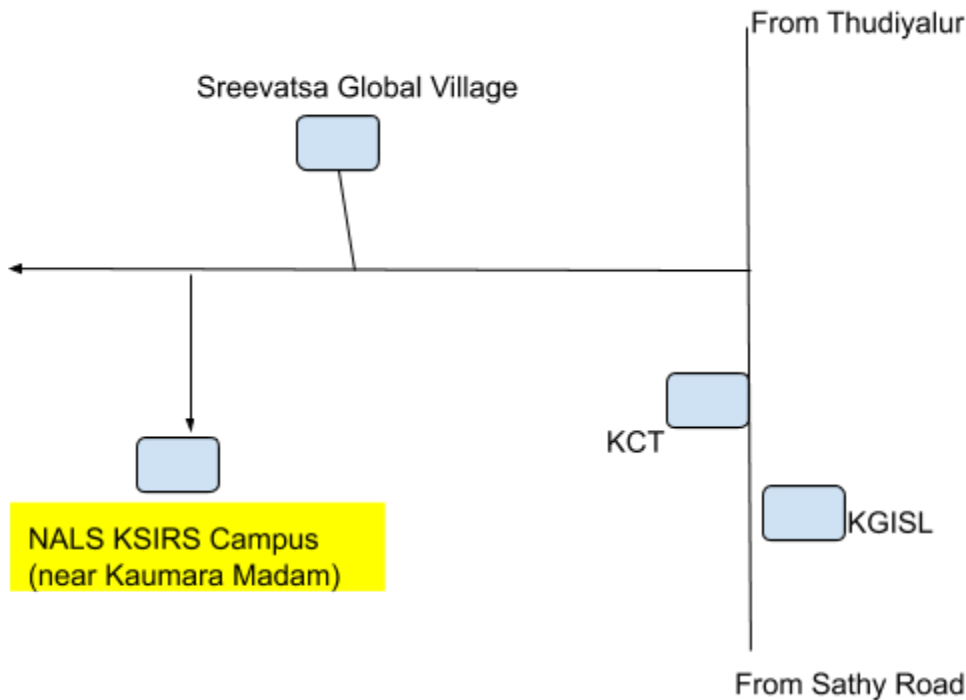 From Thudiyalur
Sreevatsa Global Village
KCT
KGISL
NALS KSIRS Campus
(near Kaumara Madam)
From Sathy Road